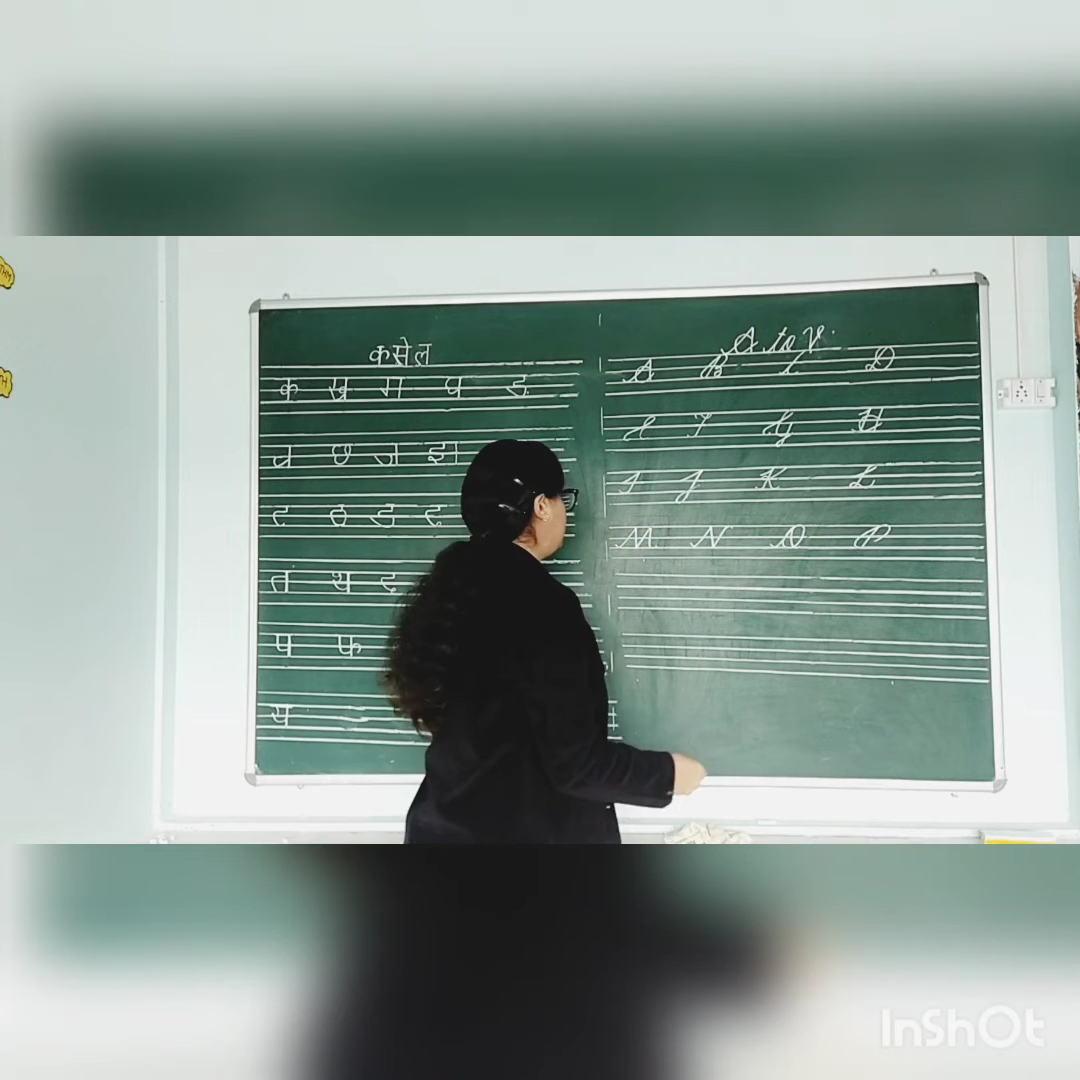 कसेल
क ख ग घ ङ
च छ ज झ
ट ठ ड ढ
त थ द
प फ
य
A to V.
A B C D
E F G H
I J K L
M N O P
InShOt